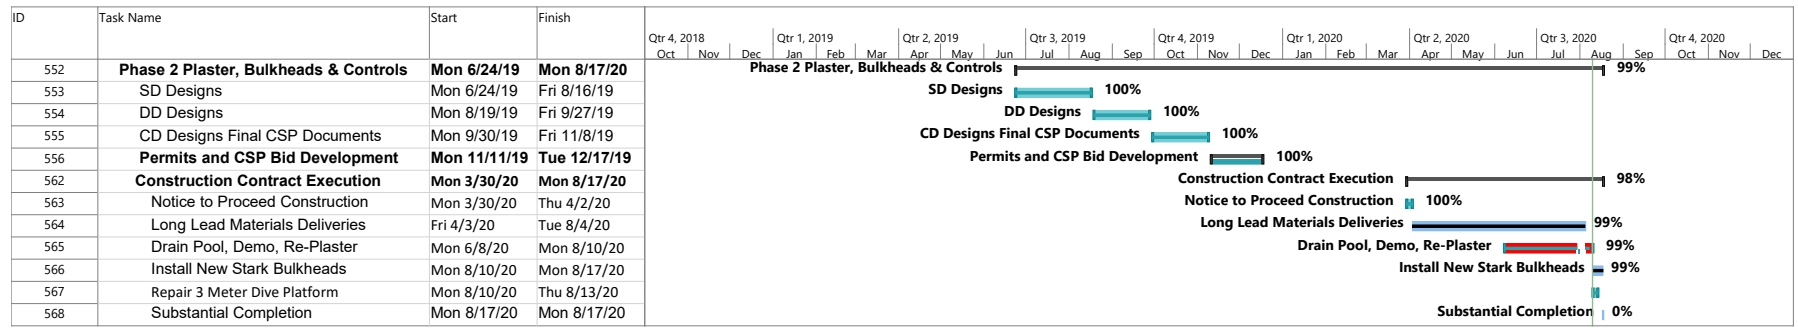 ID Task Name Start Finish
Qtr 4, 2018 Qtr 1, 2019 Qtr 2, 2019 Qtr 3, 2019 Qtr 4, 2019 Qtr 1, 2020 Qtr 2, 2020 Qtr 3, 2020 Qtr 4, 2020
Oct Nov Dec Jan Feb Mar Apr May Jun Jul Aug Sep Oct Nov Dec Jan Feb Mar Apr May Jun Jul Aug Sep Oct Nov Dec
552 Phase 2 Plaster, Bulkheads & Controls Mon 6/24/19 Mon 8/17/20 Phase 2 Plaster, Bulkheads & Controls 99%
553 SD Designs Mon 6/24/19 Fri 8/16/19 SD Designs 100%
554 DD Designs Mon 8/19/19 Fri 9/27/19 DD Designs 100%
555 CD Designs Final CSP Documents Mon 9/30/19 Fri 11/8/19 CD Designs Final CSP Documents 100%
556 Permits and CSP Bid Development Mon 11/11/19 Tue 12/17/19 Permits and CSP Bid Development 100%
562 Construction Contract Execution Mon 3/30/20 Mon 8/17/20 Construction Contract Execution 98%
563 Notice to Proceed Construction Mon 3/30/20 Thu 4/2/20 Notice to Proceed Construction 100%
564 Long Lead Materials Deliveries Fri 4/3/20 Tue 8/4/20 Long Lead Materials Deliveries 99%
565 Drain Pool, Demo, Re-Plaster Mon 6/8/20 Mon 8/10/20 Drain Pool, Demo, Re-Plaster 99%
566 Install New Stark Bulkheads Mon 8/10/20 Mon 8/17/20 Install New Stark Bulkheads 99%
567 Repair 3 Meter Dive Platform Mon 8/10/20 Thu 8/13/20
568 Substantial Completion Mon 8/17/20 Mon 8/17/20 Substantial Completion 0%